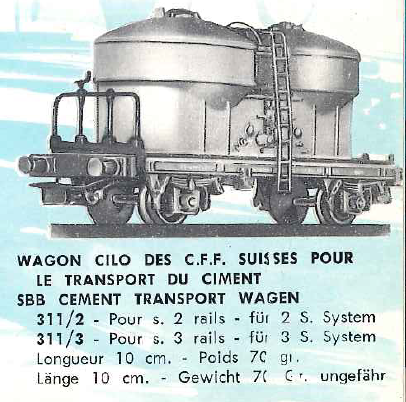 WAGON CILO DES C.F.F. SUISSES POUR
LE TRANSPORT DU CIMENT
SBB CEMENT TRANSPORT WAGEN
311/2 - Pour s. 2 rails - für 2 S. System
311/3 - Pour s. 3 rails - für 3 S. System
Longueur 10 cm. - Poids 70 gr.
Länge 10 cm. - Gewicht 70 Gr. ungefähr